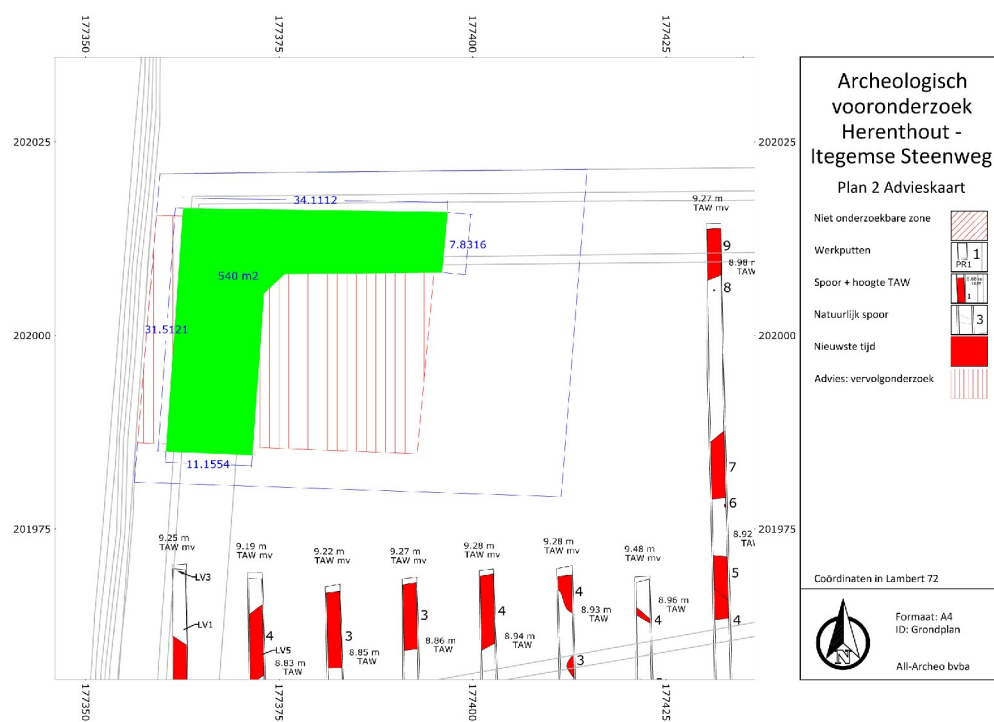 177350
177375
177400
177425
202025
202025
202000
202000
201975
201975
34.1112
7.8316
540 m2
31.5121
11.1554
9.27 m
TAW mv
9
8.98 m
TAW
8
7
6
8.92
TAW
5
4
9.25 m
TAW mv
LV3
LV1
9.19 m
TAW mv
4
LV5
8.83 m
TAW
9.22 m
TAW mv
3
8.85 m
TAW
9.27 m
TAW mv
3
8.86 m
TAW
9.28 m
TAW mv
4
8.94 m
TAW
9.28 m
TAW mv
4
8.93 m
TAW
3
9.48 m
TAW mv
8.96 m
TAW
4
177350
177375
177400
177425
Archeologisch
vooronderzoek
Herenthout -
Itegemse Steenweg
Plan 2 Advieskaart
Niet onderzoekbare zone
Werkputten
1
PR1
Spoor + hoogte TAW
1
Natuurlijk spoor
3
Nieuwste tijd
Advies: vervolgonderzoek
Coördinaten in Lambert 72
N
Formaat: A4
ID: Grondplan
All-Archeo bvba